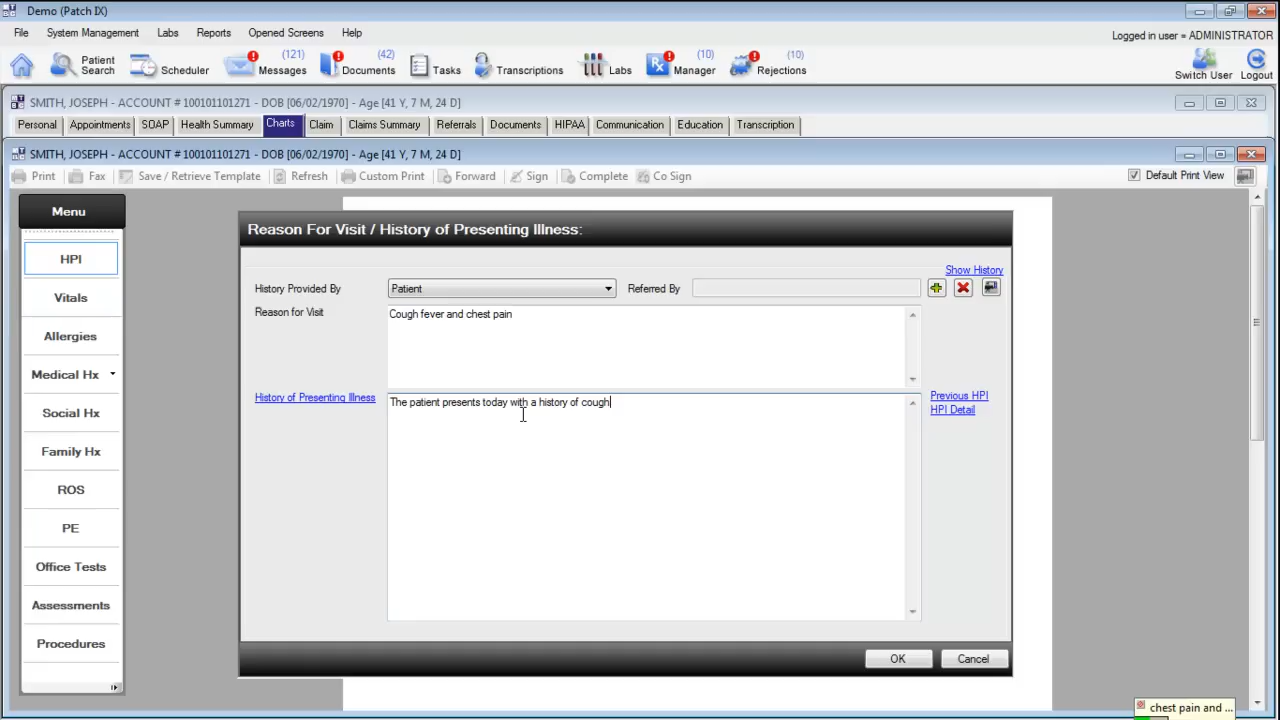 Demo (Patch IX)
File System Management Labs Reports Opened Screens Help
Logged in user = ADMINISTRATOR
Patient Search
Scheduler
(121) Messages
(42) Documents
Tasks
Transcriptions
Labs
(10) Manager
(10) Rejections
Switch User
Logout
SMITH, JOSEPH - ACCOUNT # 100101101271 - DOB [06/02/1970] - Age [41 Y, 7 M, 24 D]
Personal Appointments SOAP Health Summary Charts Claim Claims Summary Referrals Documents HIPAA Communication Education Transcription
SMITH, JOSEPH - ACCOUNT # 100101101271 - DOB [06/02/1970] - Age [41 Y, 7 M, 24 D]
Print Fax Save / Retrieve Template Refresh Custom Print Forward Sign Complete Co Sign Default Print View
Menu
HPI
Vitals
Allergies
Medical Hx
Social Hx
Family Hx
ROS
PE
Office Tests
Assessments
Procedures
Reason For Visit / History of Presenting Illness:
Show History
History Provided By Patient Referred By
Reason for Visit Cough fever and chest pain
History of Presenting Illness The patient presents today with a history of cough
Previous HPI
HPI Detail
OK Cancel
chest pain and ...